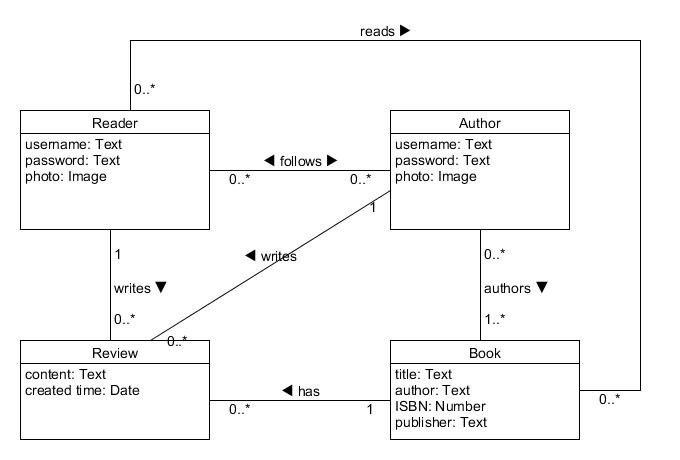 reads ▶
0..*
Reader
username: Text
password: Text
photo: Image
◀ follows ▶
0..*
0..*
Author
username: Text
password: Text
photo: Image
1
◀ writes
1
writes ▼
0..*
0..*
0..*
authors ▼
1..*
Review
content: Text
created time: Date
◀ has
0..*
1
Book
title: Text
author: Text
ISBN: Number
publisher: Text
0..*